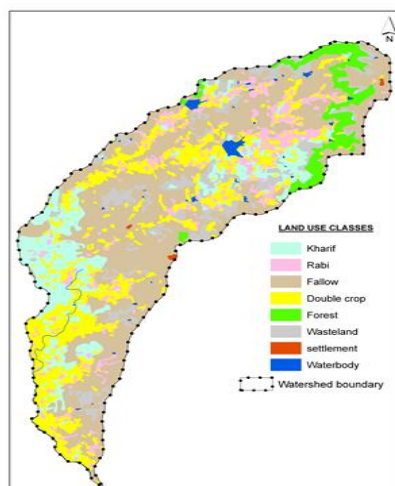 N
LAND USE CLASSES
Kharif
Rabi
Fallow
Double crop
Forest
Wasteland
settlement
Waterbody
Watershed boundary